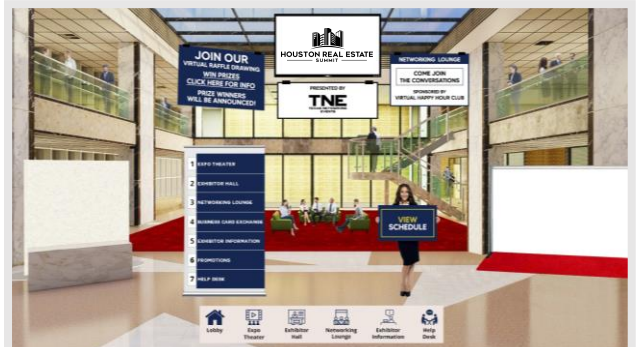 JOIN OUR
VIRTUAL RAFFLE DRAWING
WIN PRIZES
CLICK HERE FOR INFO
PRIZE WINNERS
WILL BE ANNOUNCED!
HOUSTON REAL ESTATE
SUMMIT
PRESENTED BY
TNE
EVENTS
NETWORKING LOUNGE
COME JOIN
THE CONVERSATIONS
SPONSORED BY
VIRTUAL HAPPY HOUR CLUB
1 EXPO THEATER
2 EXHIBITOR HALL
3 NETWORKING LOUNGE
4 BUSINESS CARD EXCHANGE
5 EXHIBITOR INFORMATION
6 PROMOTIONS
7 HELP DESK
VIEW
SCHEDULE
Lobby
Expo
Theater
Exhibitor
Hall
Networking
Lounge
Exhibitor
Information
Help
Desk